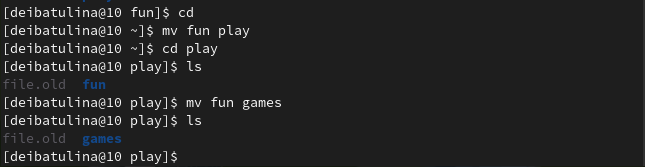 [deibatulina@10 fun]$ cd
[deibatulina@10 ~]$ mv fun play
[deibatulina@10 ~]$ cd play
[deibatulina@10 play]$ ls
file.old  fun
[deibatulina@10 play]$ mv fun games
[deibatulina@10 play]$ ls
file.old  games
[deibatulina@10 play]$